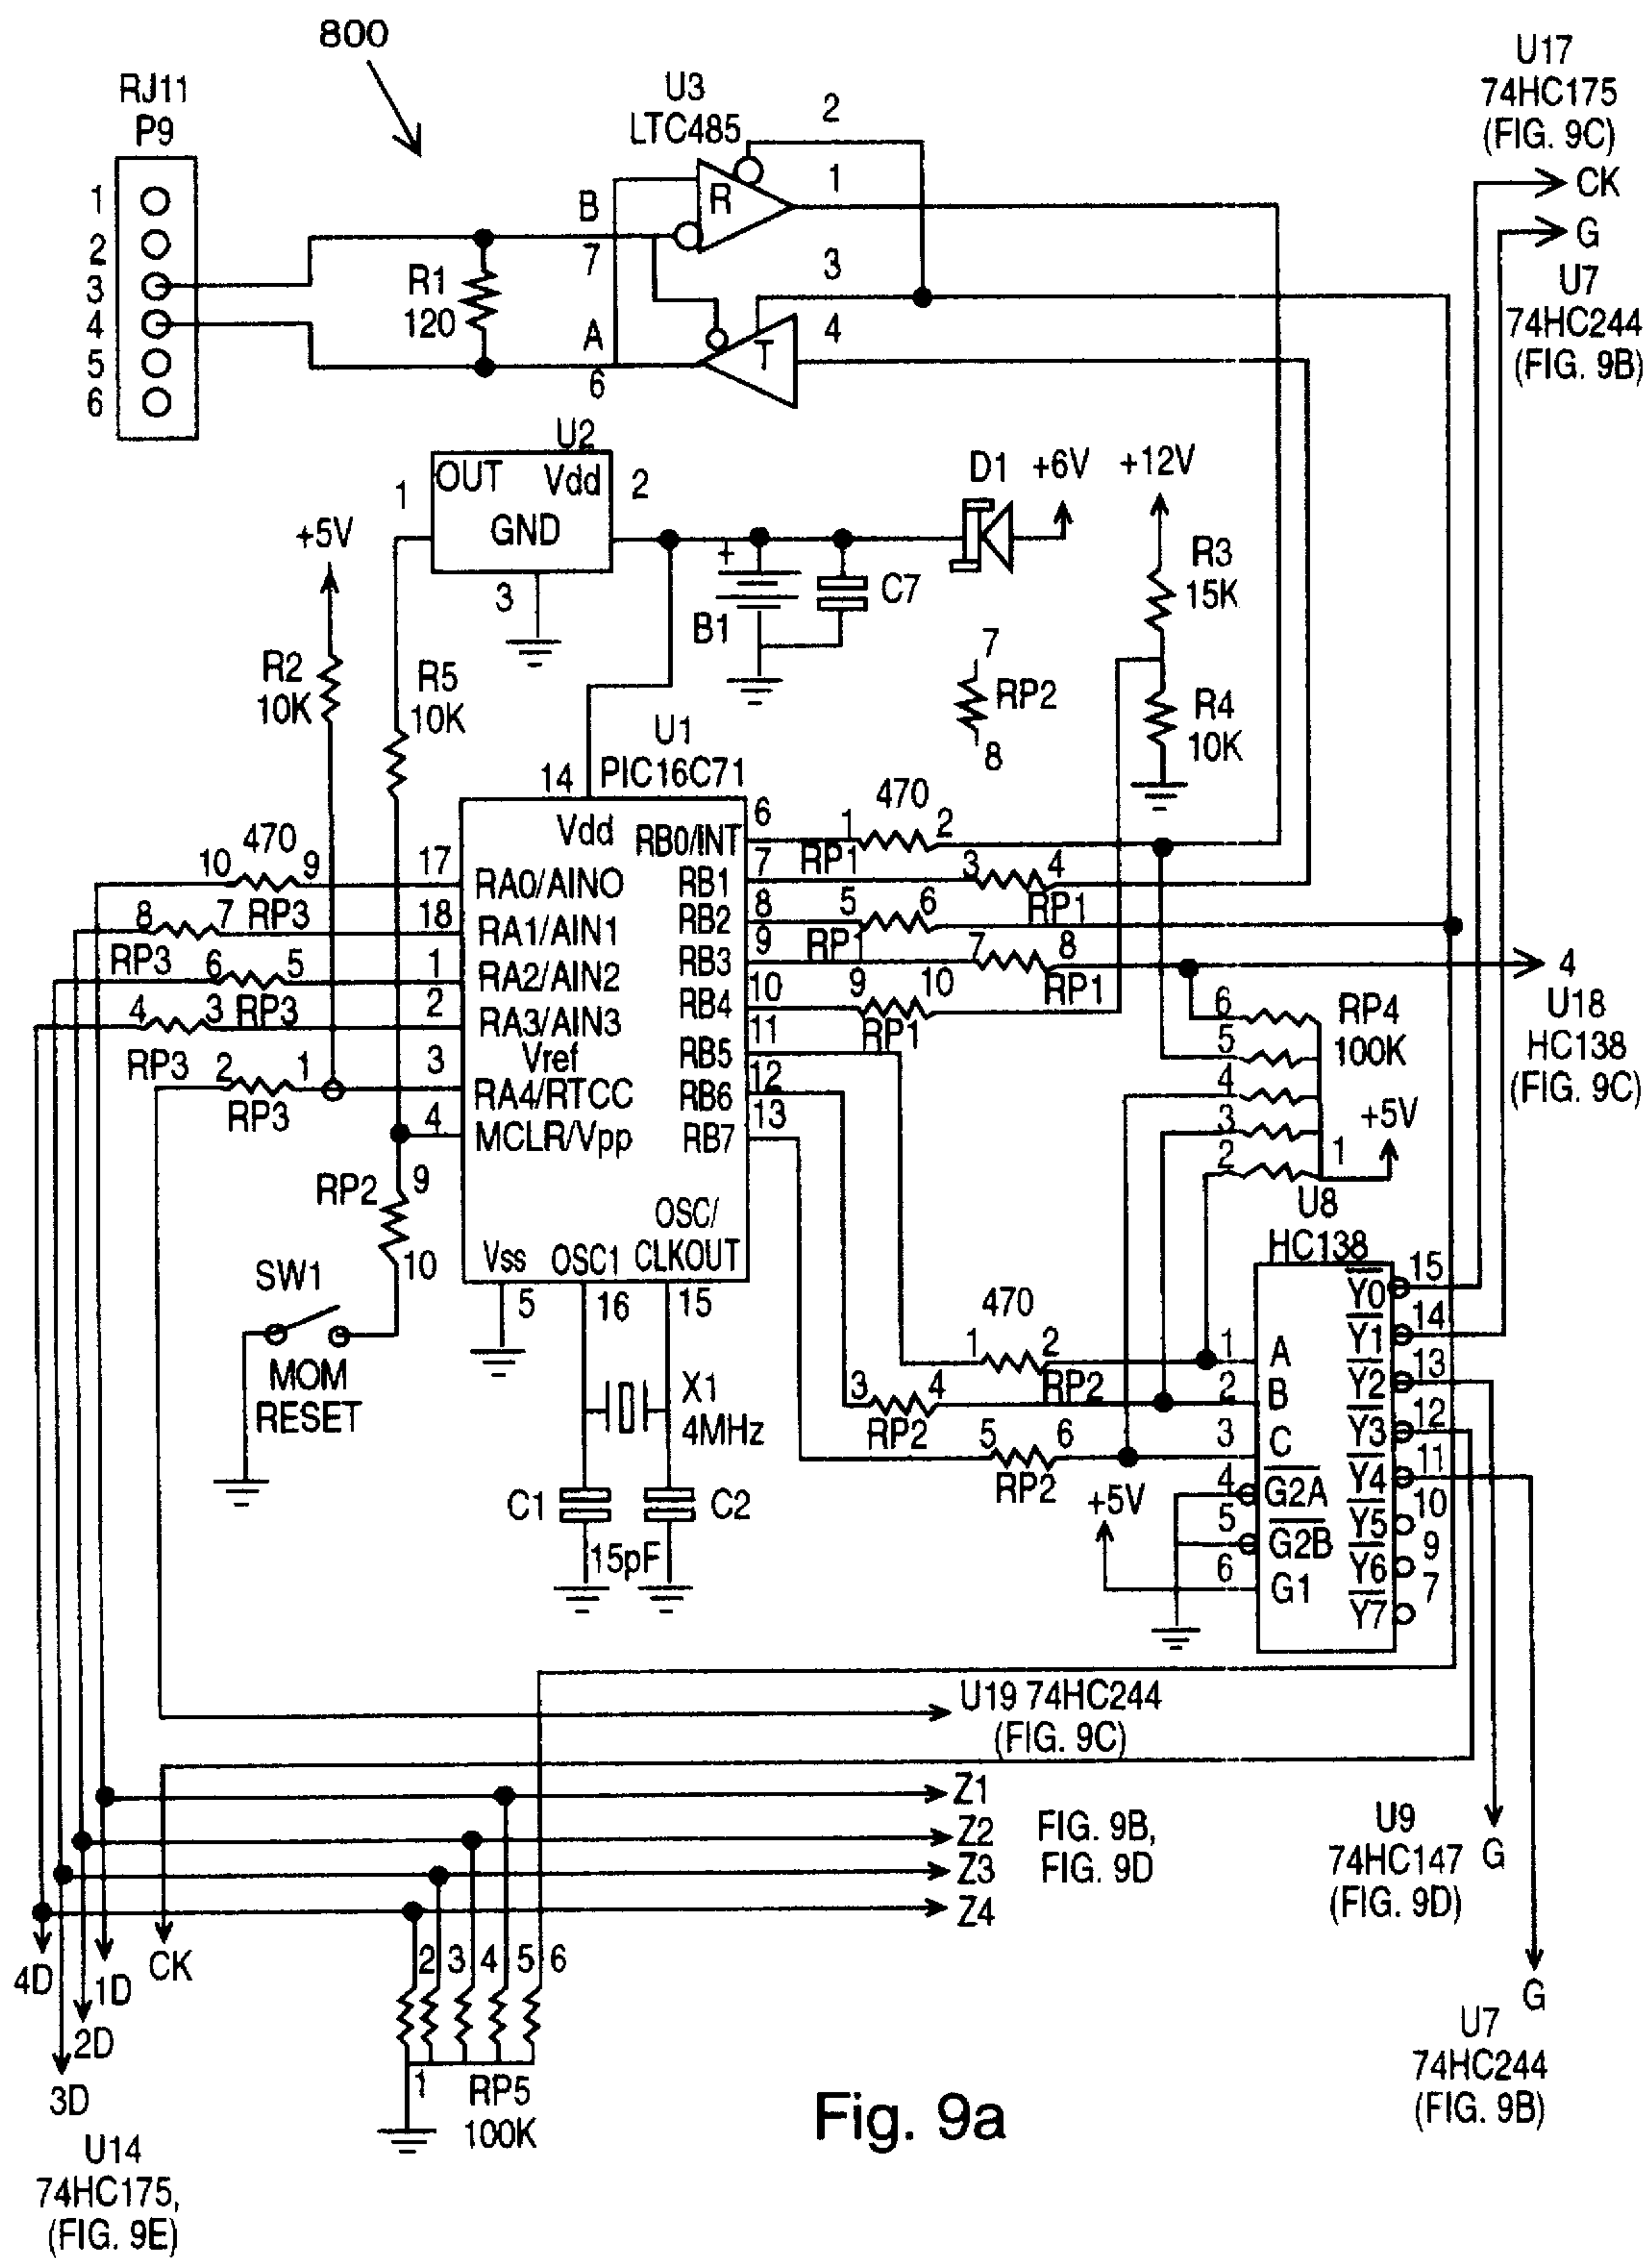 800
RJ11
P9
1
2
3
4
5
6
U3
LTC485
2
1
3
4
R
T
B
7
A
6
R1
120
U17
74HC175
(FIG. 9C)
CK
G
U7
74HC244
(FIG. 9B)
U2
OUT Vdd
GND
1
2
3
+5V
R2
10K
R5
10K
+
B1
C7
D1
+6V
+12V
R3
15K
R4
10K
7
RP2
8
U1
PIC16C71
14
Vdd
RB0/INT
RB1
RB2
RB3
RB4
RB5
RB6
RB7
RA0/AINO
RA1/AIN1
RA2/AIN2
RA3/AIN3
Vref
RA4/RTCC
MCLR/Vpp
Vss
OSC1
OSC/
CLKOUT
10 470 9 17
RP3
8 7 18
RP3
6 5 1
RP3
4 3 2
RP3
2 1 3
RP3
4
RP2
9
10
SW1
MOM
RESET
5
16
15
X1
4MHz
C1
C2
15pF
6 1 470 2
RP1
7 3 4
RP1
8 5 6
RP1
9 7 8
RP1
10 9 10
RP1
11
12
13
4
U18
HC138
(FIG. 9C)
6
5
4
3
2
1
RP4
100K
+5V
U8
HC138
470
1 2
RP2
3 4
RP2
5 6
RP2
1 A
2 B
3 C
4 G2A
5 G2B
6 G1
+5V
Y0 15
Y1 14
Y2 13
Y3 12
Y4 11
Y5 10
Y6 9
Y7 7
U19 74HC244
(FIG. 9C)
Z1
Z2
Z3
Z4
FIG. 9B,
FIG. 9D
U9
74HC147
(FIG. 9D)
G
G
U7
74HC244
(FIG. 9B)
4D
1D
2D
3D
CK
2 3 4 5 6
1
RP5
100K
U14
74HC175,
(FIG. 9E)
Fig. 9a